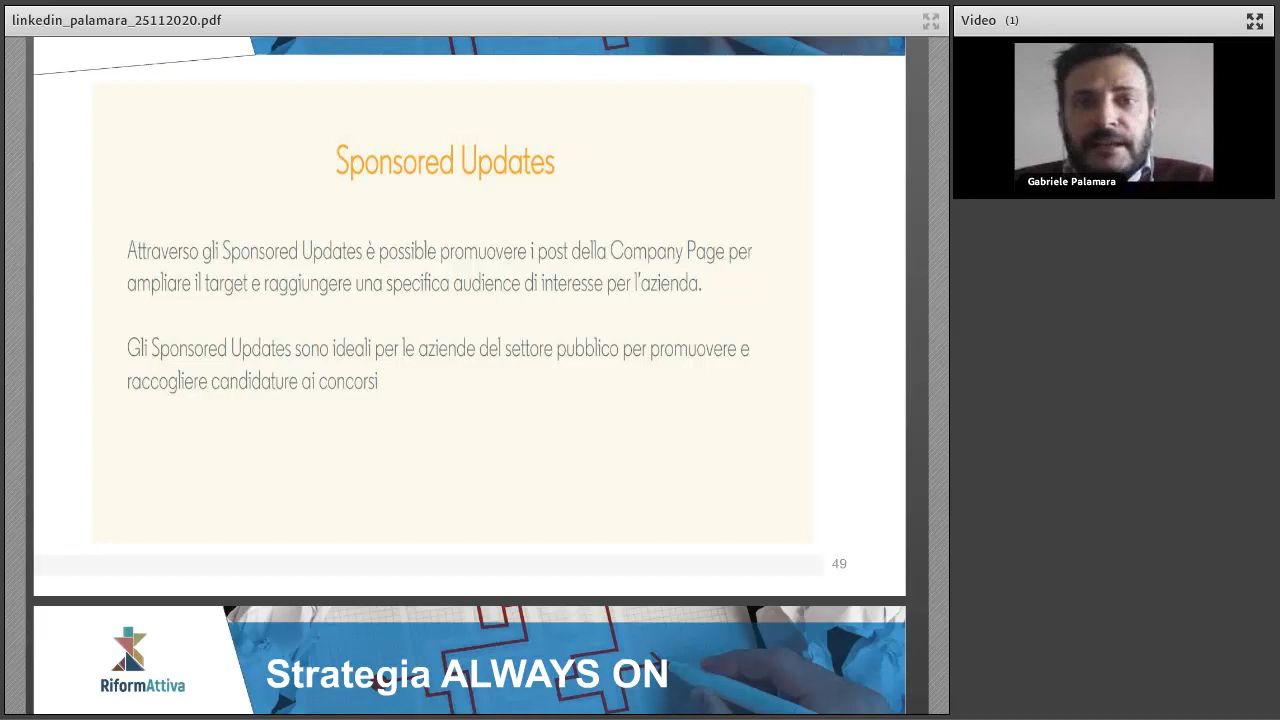 linkedin_palamara_25112020.pdf
Video (1)
Gabriele Palamara
Sponsored Updates
Attraverso gli Sponsored Updates è possibile promuovere i post della Company Page per
ampliare il target e raggiungere una specifica audience di interesse per l'azienda.
Gli Sponsored Updates sono ideali per le aziende del settore pubblico per promuovere e
raccogliere candidature ai concorsi
49
RiformAttiva
Strategia ALWAYS ON